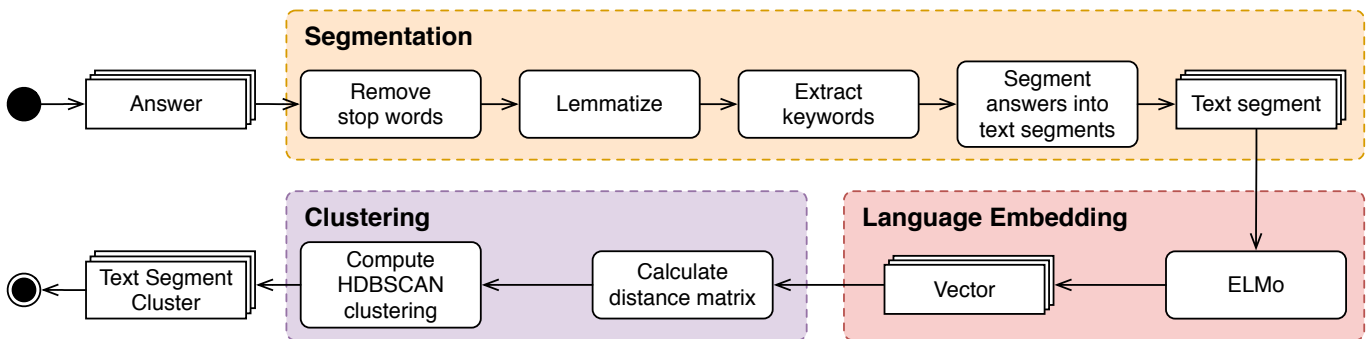 Segmentation
Answer
Remove
stop words
Lemmatize
Extract
keywords
Segment
answers into
text segments
Text segment
Language Embedding
ELMo
Vector
Clustering
Calculate
distance matrix
Compute
HDBSCAN
clustering
Text Segment
Cluster